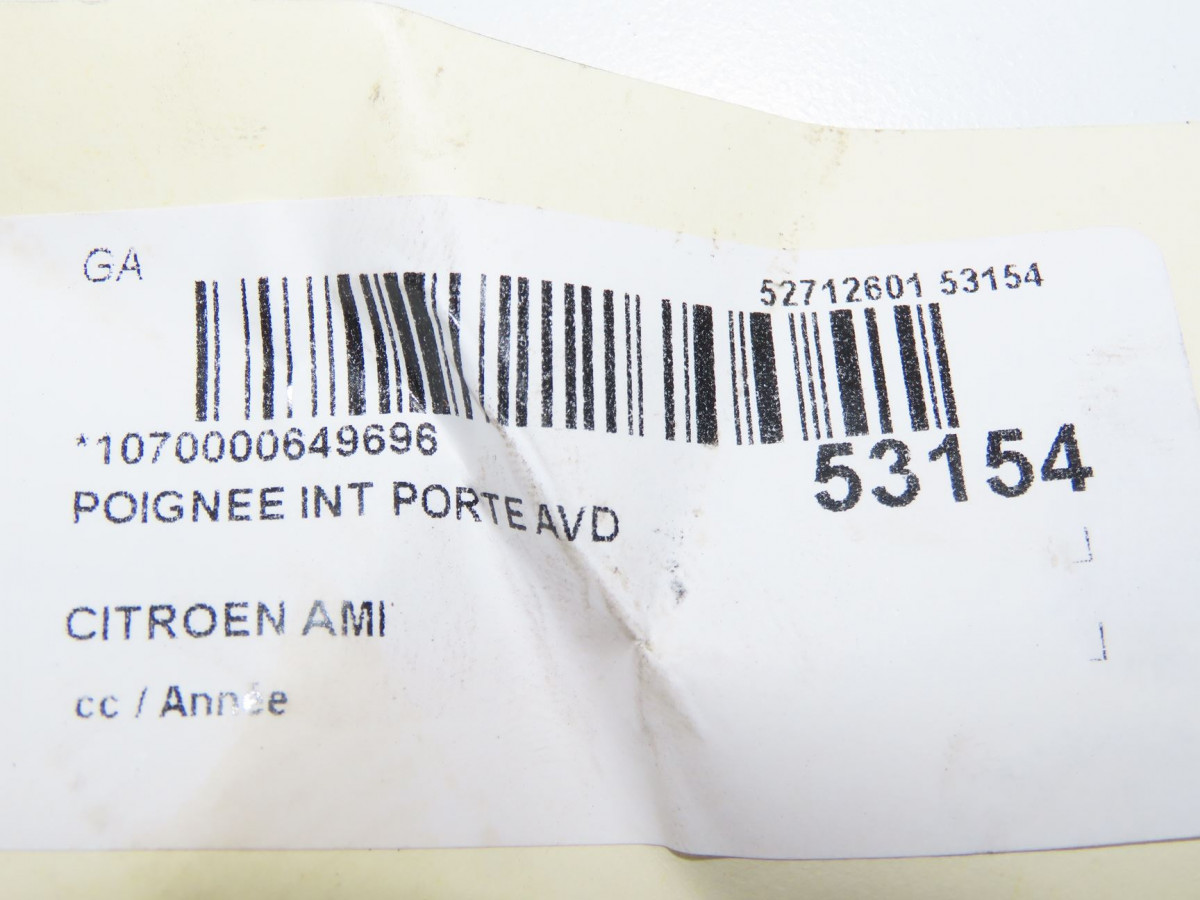 GA
52712601 53154
*1070000649696
53154
POIGNEE INT PORTE AVD
CITROEN AMI
cc / Année